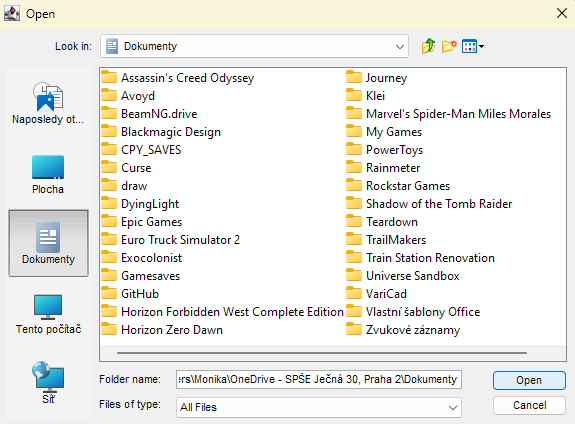 Open
Look in:
Dokumenty
Naposledy ot...
Plocha
Dokumenty
Tento počítač
Síť
Assassin's Creed Odyssey
Avoyd
BeamNG.drive
Blackmagic Design
CPY_SAVES
Curse
draw
DyingLight
Epic Games
Euro Truck Simulator 2
Exocolonist
Gamesaves
GitHub
Horizon Forbidden West Complete Edition
Horizon Zero Dawn
Journey
Klei
Marvel's Spider-Man Miles Morales
My Games
PowerToys
Rainmeter
Rockstar Games
Shadow of the Tomb Raider
Teardown
TrailMakers
Train Station Renovation
Universe Sandbox
VariCad
Vlastní šablony Office
Zvukové záznamy
Folder name:
ers\Monika\OneDrive - SPŠE Ječná 30, Praha 2\Dokumenty
Open
Files of type:
All Files
Cancel